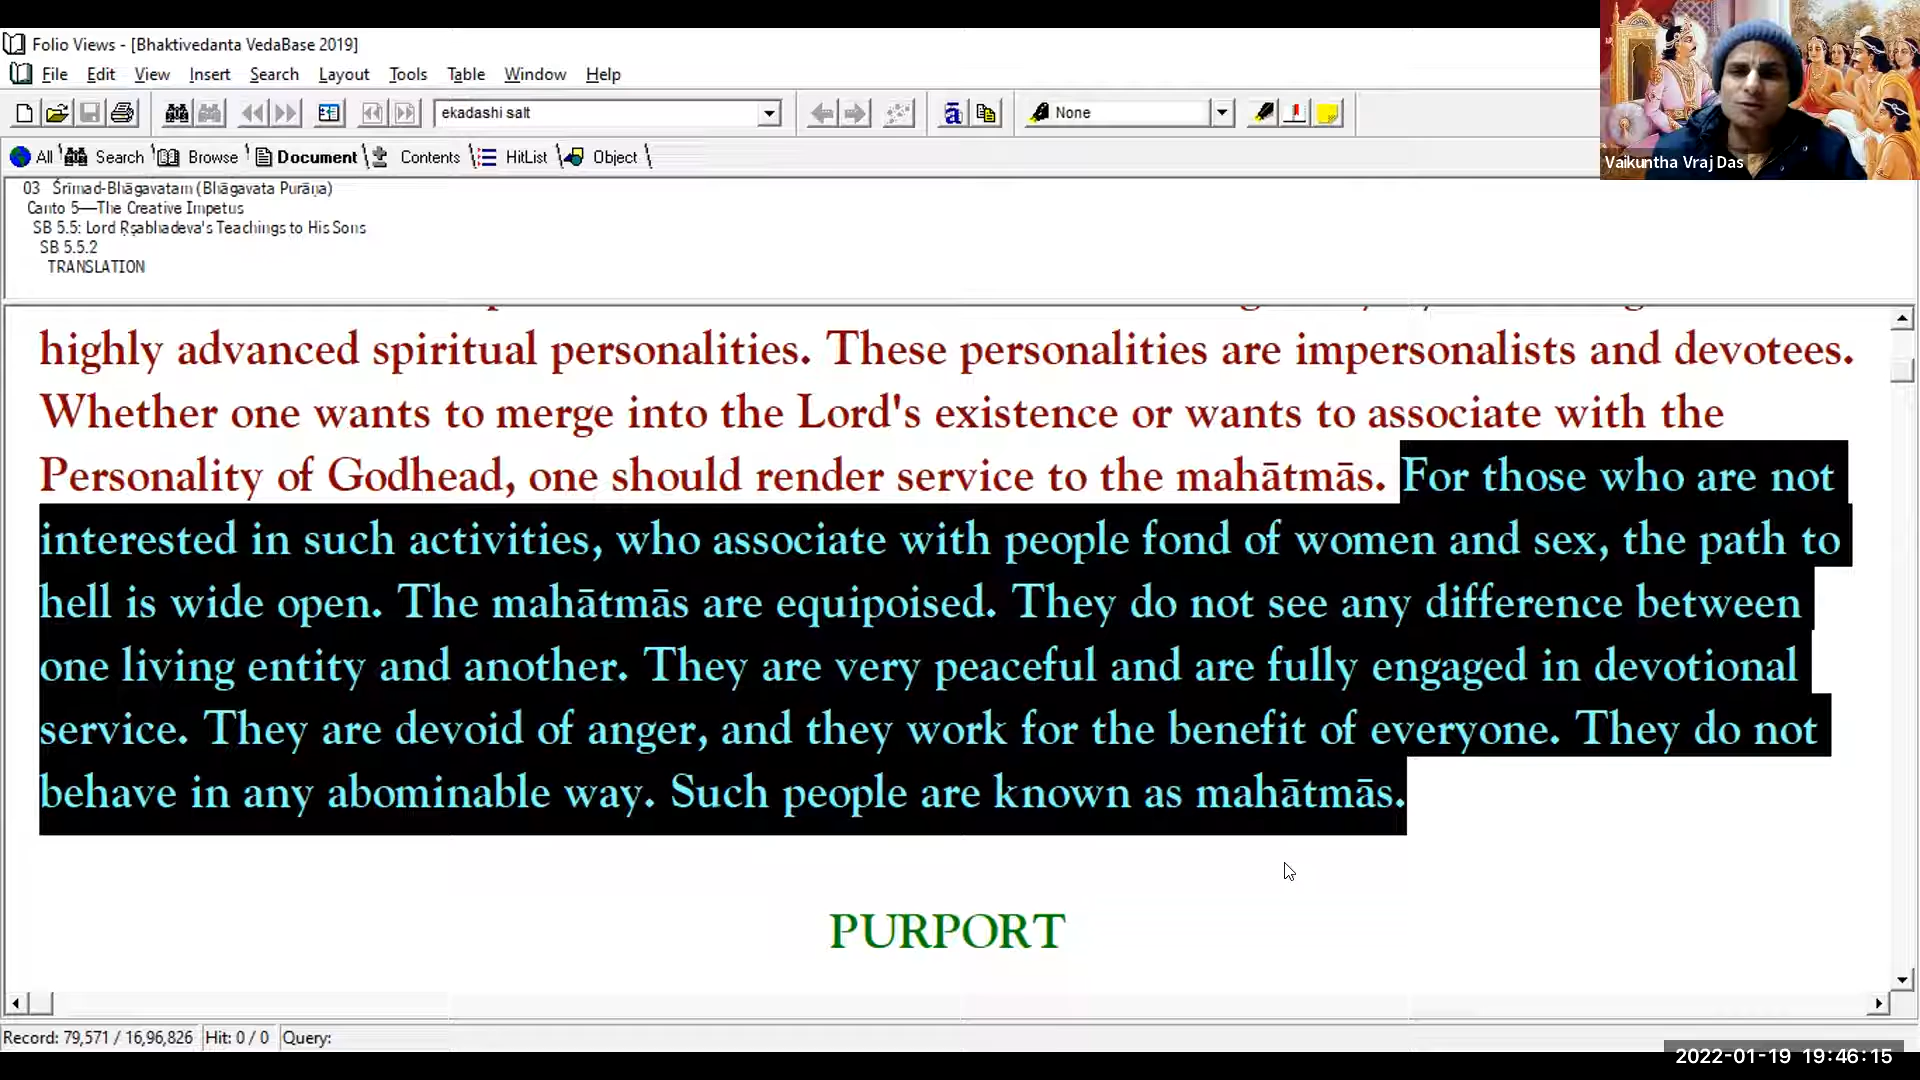 Folio Views - [Bhaktivedanta VedaBase 2019]
File Edit View Insert Search Layout Tools Table Window Help
ekadashi salt
None
All Search Browse Document Contents HitList Object
Vaikuntha Vraj Das
03 Śrīmad-Bhāgavatam (Bhāgavata Purāṇa)
Canto 5—The Creative Impetus
SB 5.5: Lord Ṛṣabhadeva's Teachings to His Sons
SB 5.5.2
TRANSLATION
highly advanced spiritual personalities. These personalities are impersonalists and devotees.
Whether one wants to merge into the Lord's existence or wants to associate with the
Personality of Godhead, one should render service to the mahātmās. For those who are not
interested in such activities, who associate with people fond of women and sex, the path to
hell is wide open. The mahātmās are equipoised. They do not see any difference between
one living entity and another. They are very peaceful and are fully engaged in devotional
service. They are devoid of anger, and they work for the benefit of everyone. They do not
behave in any abominable way. Such people are known as mahātmās.
PURPORT
Record: 79,571 / 16,96,826 Hit: 0 / 0 Query:
2022-01-19 19:46:15